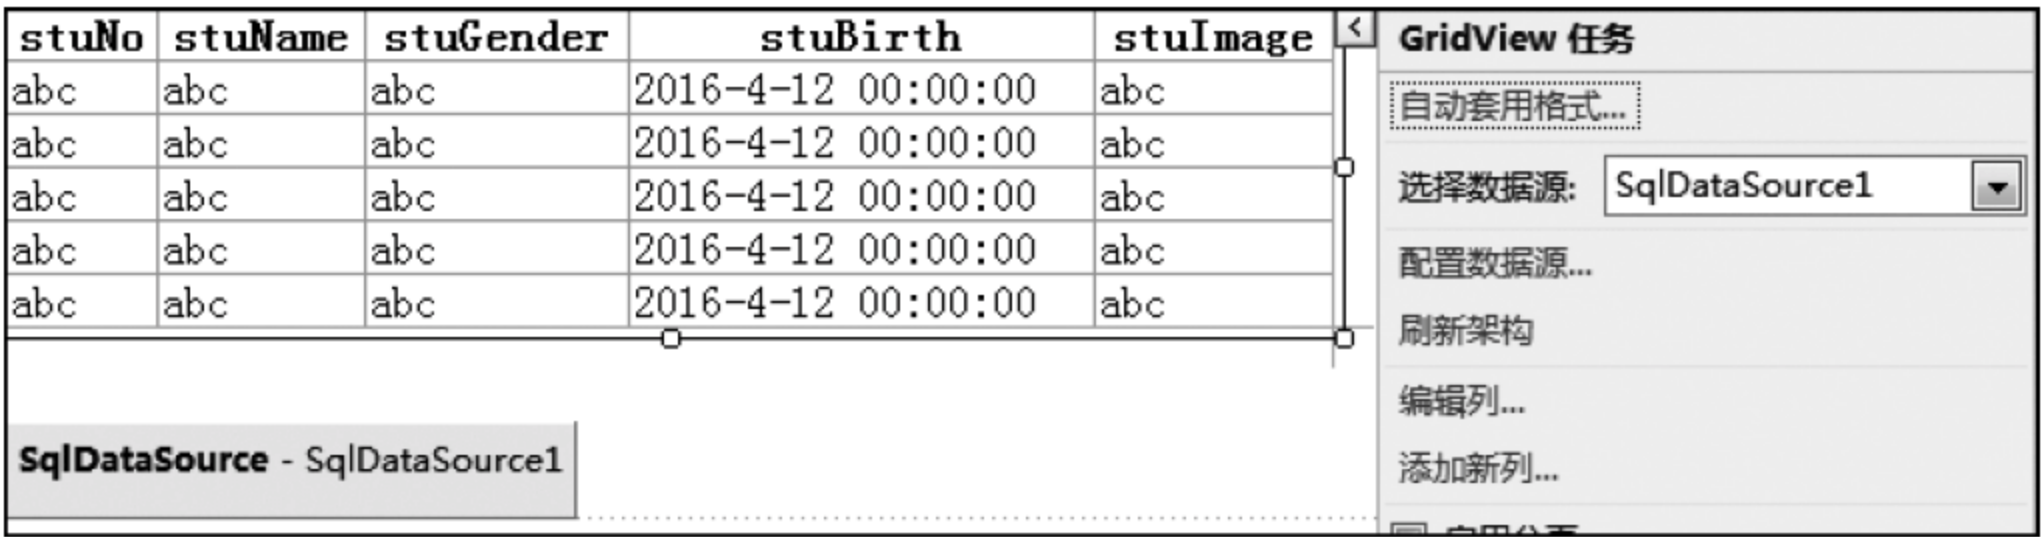 stuNo stuName stuGender stuBirth stuImage
abc abc abc 2016-4-12 00:00:00 abc
abc abc abc 2016-4-12 00:00:00 abc
abc abc abc 2016-4-12 00:00:00 abc
abc abc abc 2016-4-12 00:00:00 abc
abc abc abc 2016-4-12 00:00:00 abc
SqlDataSource - SqlDataSource1
<
GridView 任务
自动套用格式...
选择数据源: SqlDataSource1
配置数据源...
刷新架构
编辑列...
添加新列...